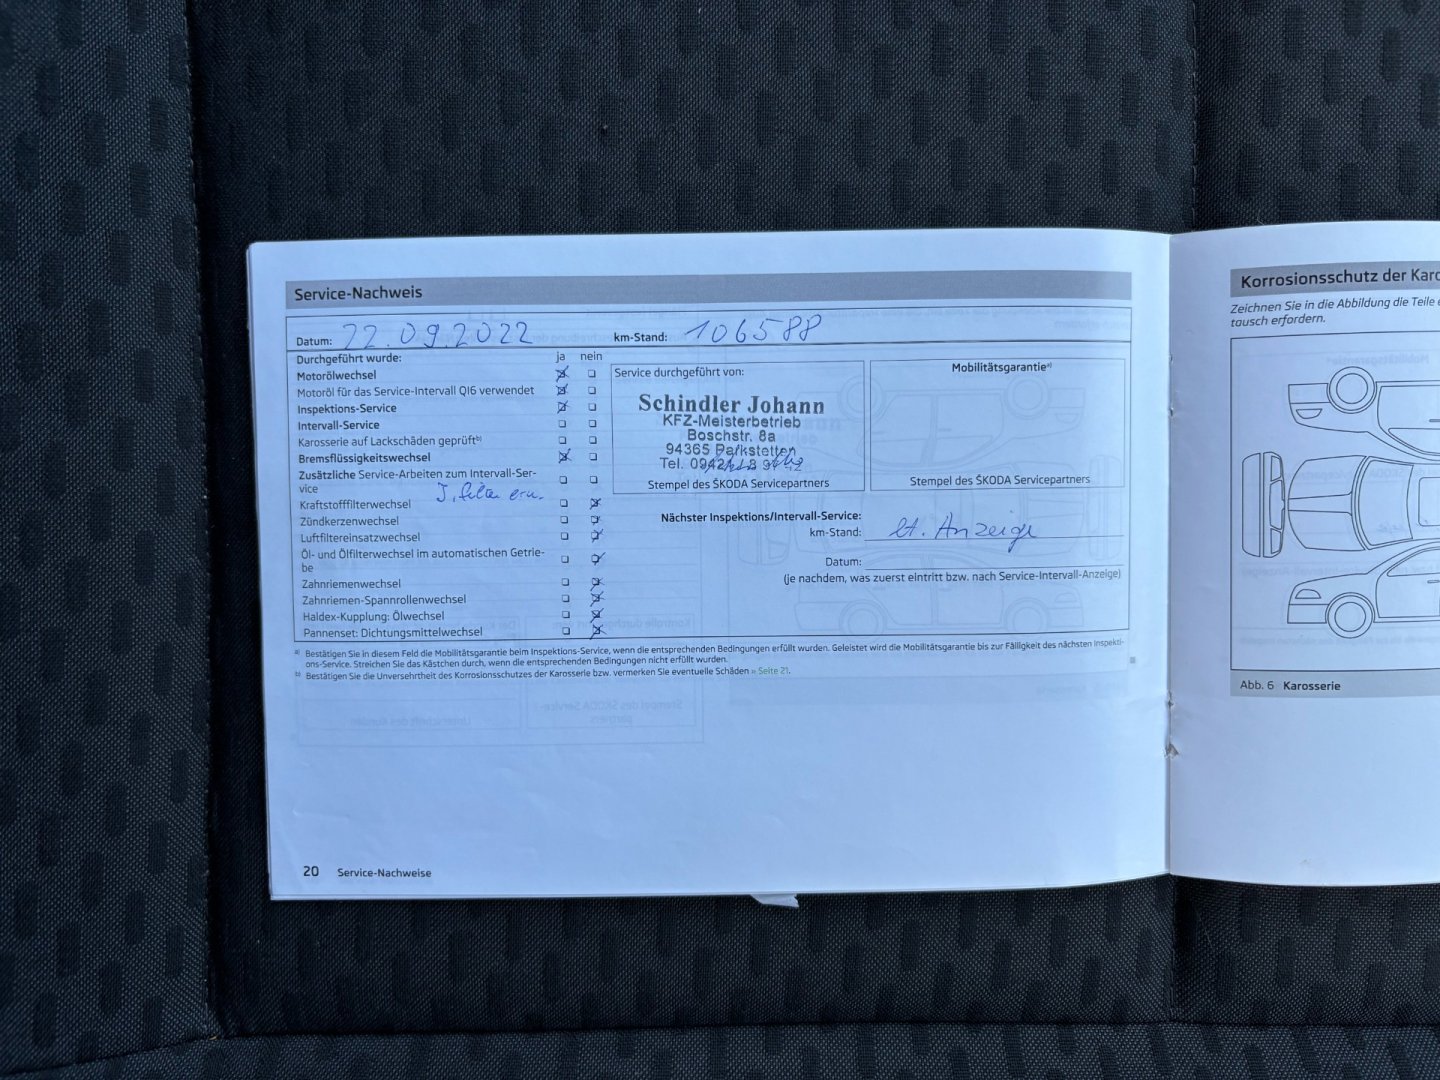 Service-Nachweis
Datum: 22.09.2022 km-Stand: 106588
Durchgeführt wurde: ja nein
Motorölwechsel
Motoröl für das Service-Intervall QI6 verwendet
Inspektions-Service
Intervall-Service
Karosserie auf Lackschäden geprüft b)
Bremsflüssigkeitswechsel
Zusätzliche Service-Arbeiten zum Intervall-Ser-
vice
Kraftstofffilterwechsel
Zündkerzenwechsel
Luftfiltereinsatzwechsel
Öl- und Ölfilterwechsel im automatischen Getrie-
be
Zahnriemenwechsel
Zahnriemen-Spannrollenwechsel
Haldex-Kupplung: Ölwechsel
Pannenset: Dichtungsmittelwechsel
Service durchgeführt von:
Schindler Johann
KFZ-Meisterbetrieb
Boschstr. 8a
94365 Parkstetten
Tel.
Stempel des ŠKODA Servicepartners
Mobilitätsgarantie a)
Stempel des ŠKODA Servicepartners
Nächster Inspektions/Intervall-Service:
km-Stand: lt. Anzeige
Datum:
(je nachdem, was zuerst eintritt bzw. nach Service-Intervall-Anzeige)
a) Bestätigen Sie in diesem Feld die Mobilitätsgarantie beim Inspektions-Service, wenn die entsprechenden Bedingungen erfüllt wurden. Geleistet wird die Mobilitätsgarantie bis zur Fälligkeit des nächsten Inspekti-
ons-Service. Streichen Sie das Kästchen durch, wenn die entsprechenden Bedingungen nicht erfüllt wurden.
b) Bestätigen Sie die Unversehrtheit des Korrosionsschutzes der Karosserie bzw. vermerken Sie eventuelle Schäden » Seite 21.
20 Service-Nachweise
Korrosionsschutz der Karo
Zeichnen Sie in die Abbildung die Teile e
tausch erfordern.
Abb. 6 Karosserie